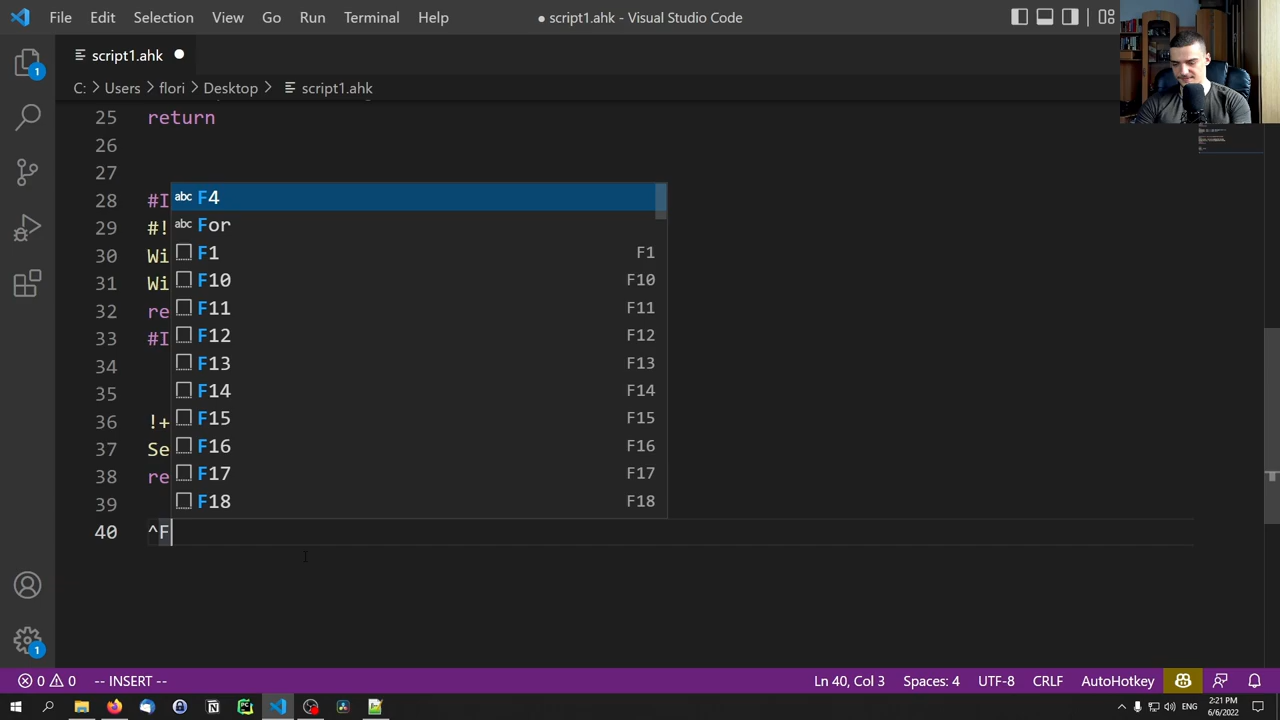 File Edit Selection View Go Run Terminal Help ● script1.ahk - Visual Studio Code
script1.ahk ●
C: > Users > flori > Desktop > script1.ahk
25 return
26
27
28 #I
29 #!
30 Wi
31 Wi
32 re
33 #I
34
35
36 !+
37 Se
38 re
39
40 ^F
abc F4
abc For
F1 F1
F10 F10
F11 F11
F12 F12
F13 F13
F14 F14
F15 F15
F16 F16
F17 F17
F18 F18
1
1
0 0 -- INSERT -- Ln 40, Col 3 Spaces: 4 UTF-8 CRLF AutoHotkey
ENG 2:21 PM
6/6/2022